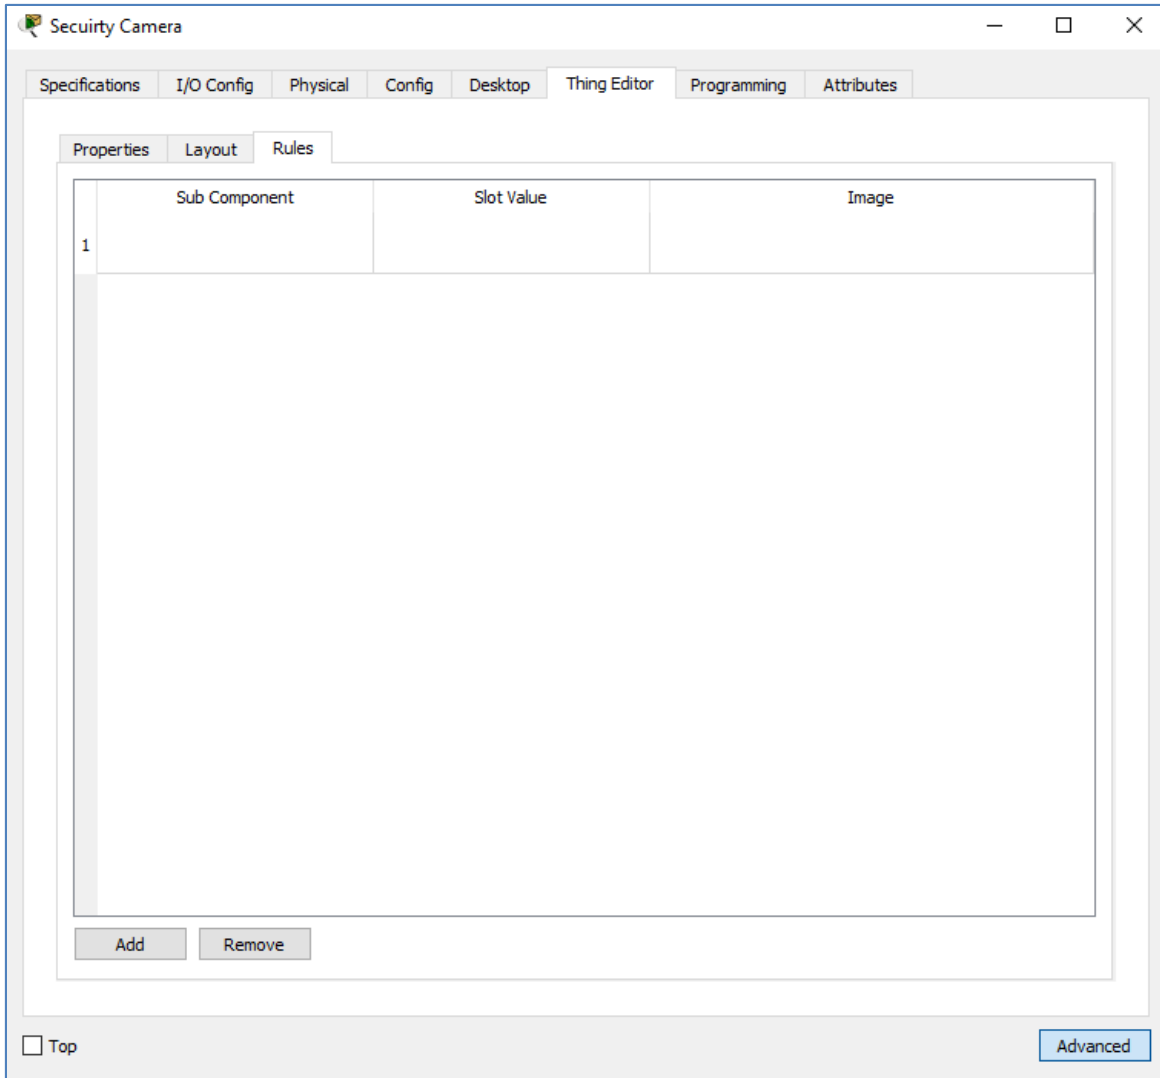 Secuirty Camera
Specifications I/O Config Physical Config Desktop Thing Editor Programming Attributes
Properties Layout Rules
Sub Component Slot Value Image
1
Add Remove
Top Advanced